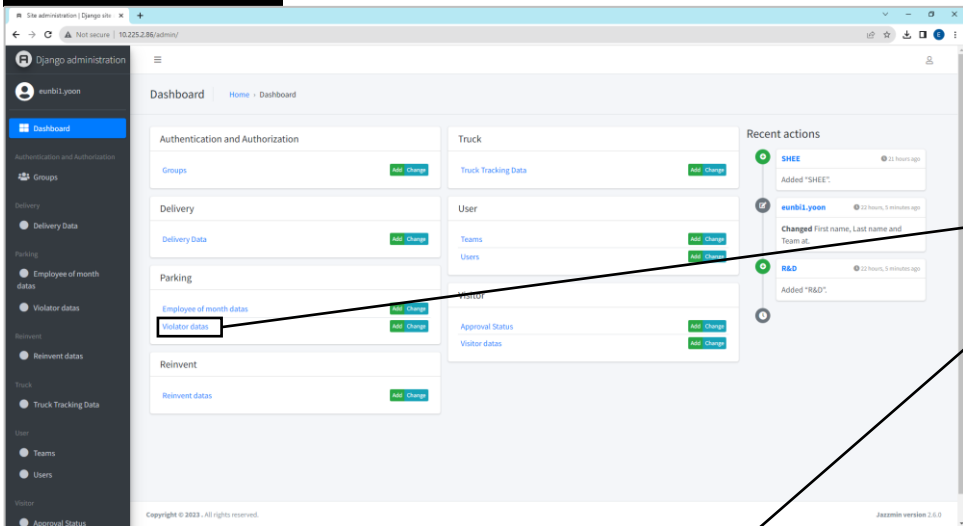 Site administration | Django site
Not secure | 10.225.2.86/admin/
Django administration
eunbi1.yoon
Dashboard
Authentication and Authorization
Groups
Delivery
Delivery Data
Parking
Employee of month
datas
Violator datas
Reinvent
Reinvent datas
Truck
Truck Tracking Data
User
Teams
Users
Visitor
Approval Status
Dashboard
Home › Dashboard
Authentication and Authorization
Groups Add Change
Delivery
Delivery Data Add Change
Parking
Employee of month datas Add Change
Violator datas Add Change
Reinvent
Reinvent datas Add Change
Truck
Truck Tracking Data Add Change
User
Teams Add Change
Users Add Change
Visitor
Approval Status Add Change
Visitor datas Add Change
Recent actions
SHEE 21 hours ago
Added “SHEE”.
eunbi1.yoon 22 hours, 5 minutes ago
Changed First name, Last name and
Team at.
R&D 22 hours, 5 minutes ago
Added “R&D”.
Copyright © 2023 . All rights reserved.
Jazzmin version 2.6.0
E